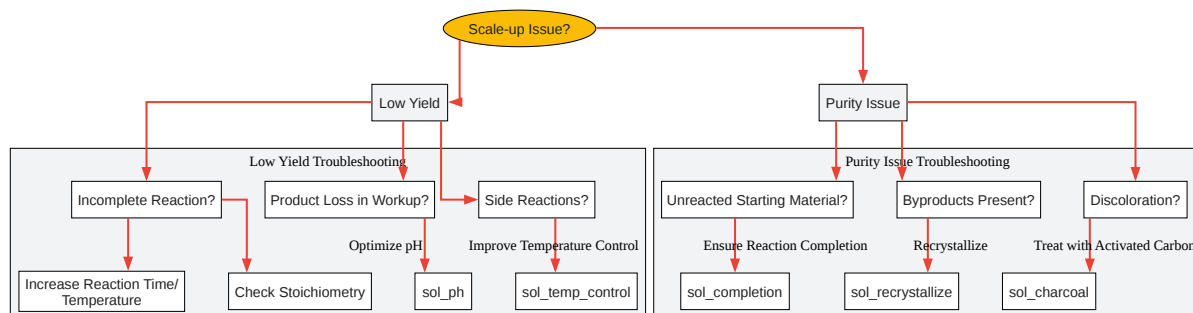 Scale-up Issue?
Low Yield
Purity Issue
Low Yield Troubleshooting
Purity Issue Troubleshooting
Incomplete Reaction?
Product Loss in Workup?
Side Reactions?
Unreacted Starting Material?
Byproducts Present?
Discoloration?
Optimize pH
Improve Temperature Control
Ensure Reaction Completion
Recrystallize
Treat with Activated Carbon
Increase Reaction Time/
Temperature
Check Stoichiometry
sol_ph
sol_temp_control
sol_completion
sol_recrystallize
sol_charcoal